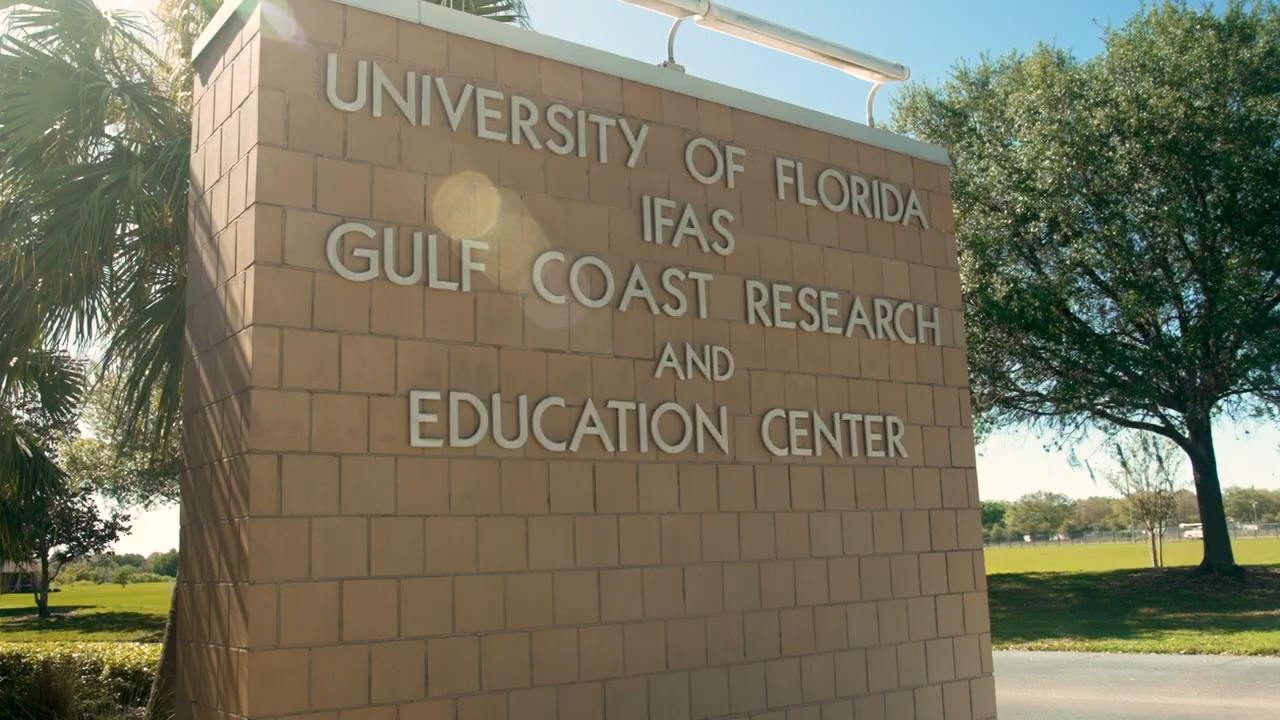 UNIVERSITY OF FLORIDA
IFAS
GULF COAST RESEARCH
AND
EDUCATION CENTER